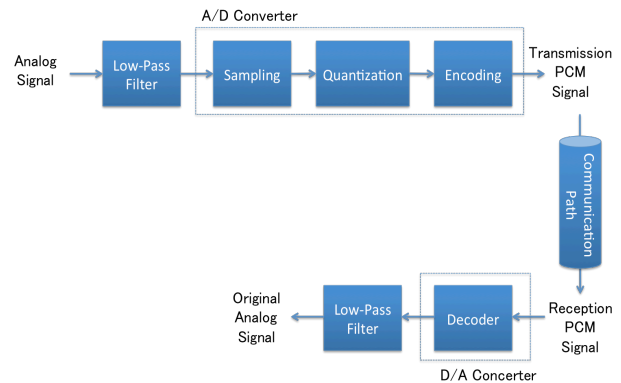 A/D Converter
Analog
Signal
Low-Pass
Filter
Sampling
Quantization
Encoding
Transmission
PCM
Signal
Communication
Path
Original
Analog
Signal
Low-Pass
Filter
Decoder
Reception
PCM
Signal
D/A Concerter